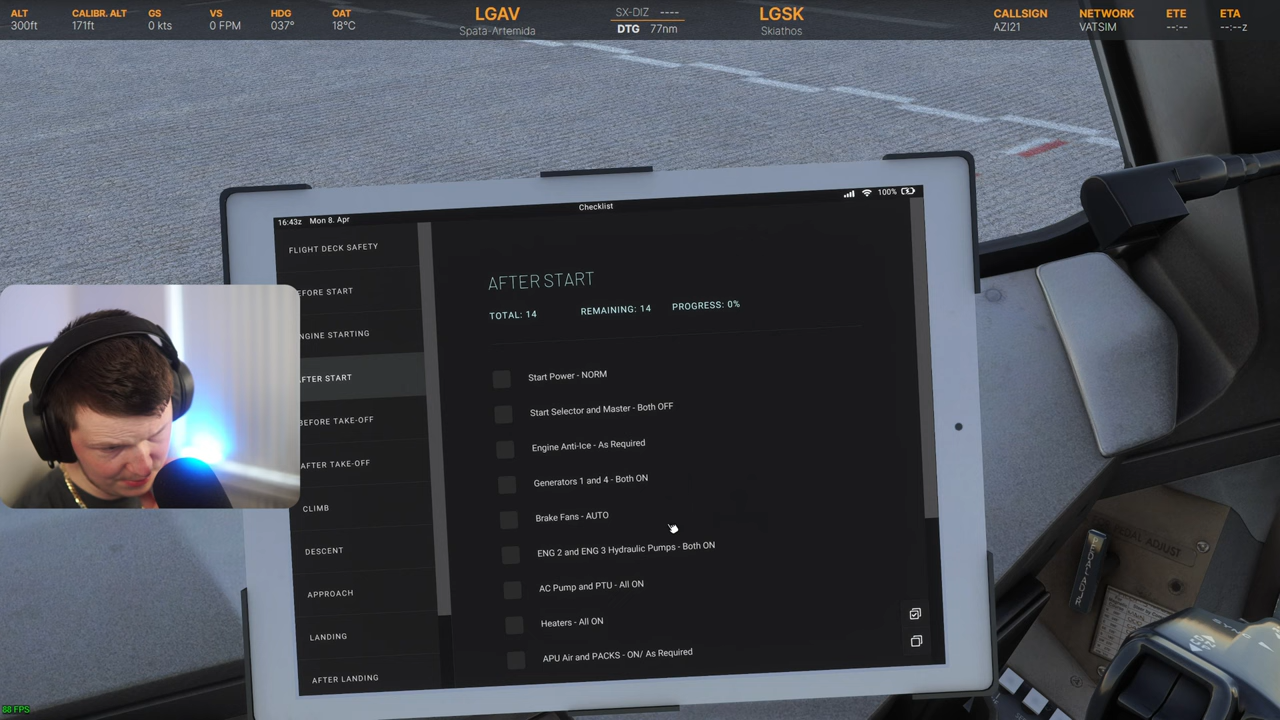 ALT CALIBR. ALT GS VS HDG OAT LGAV SX-DIZ ---- LGSK CALLSIGN NETWORK ETE ETA
300ft 171ft 0 kts 0 FPM 037° 18°C Spata-Artemida DTG 77nm Skiathos AZI21 VATSIM --:-- --:--z
16:43z Mon 8. Apr Checklist 100%
FLIGHT DECK SAFETY
EFORE START
NGINE STARTING
FTER START
BEFORE TAKE-OFF
AFTER TAKE-OFF
CLIMB
DESCENT
APPROACH
LANDING
AFTER LANDING
AFTER START
TOTAL: 14 REMAINING: 14 PROGRESS: 0%
Start Power - NORM
Start Selector and Master - Both OFF
Engine Anti-Ice - As Required
Generators 1 and 4 - Both ON
Brake Fans - AUTO
ENG 2 and ENG 3 Hydraulic Pumps - Both ON
AC Pump and PTU - All ON
Heaters - All ON
APU Air and PACKS - ON/ As Required
PEDAL ADJUST
SYNC
88 FPS